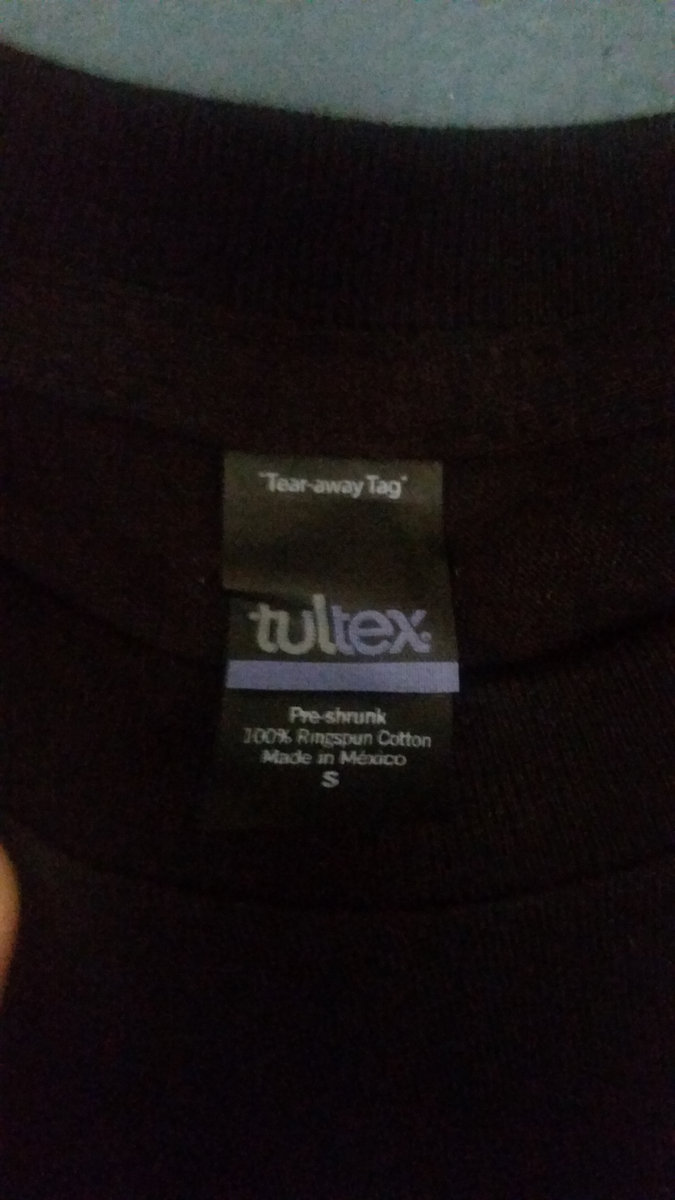 "Tear-away Tag"
tultex
Pre-shrunk
100% Ringspun Cotton
Made in México
S